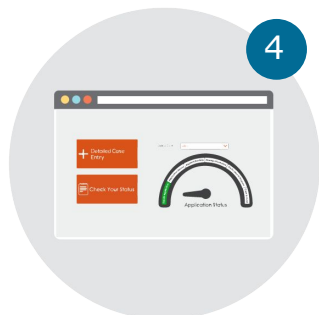 4
Detailed Case
Entry
Check Your Status
Application Status